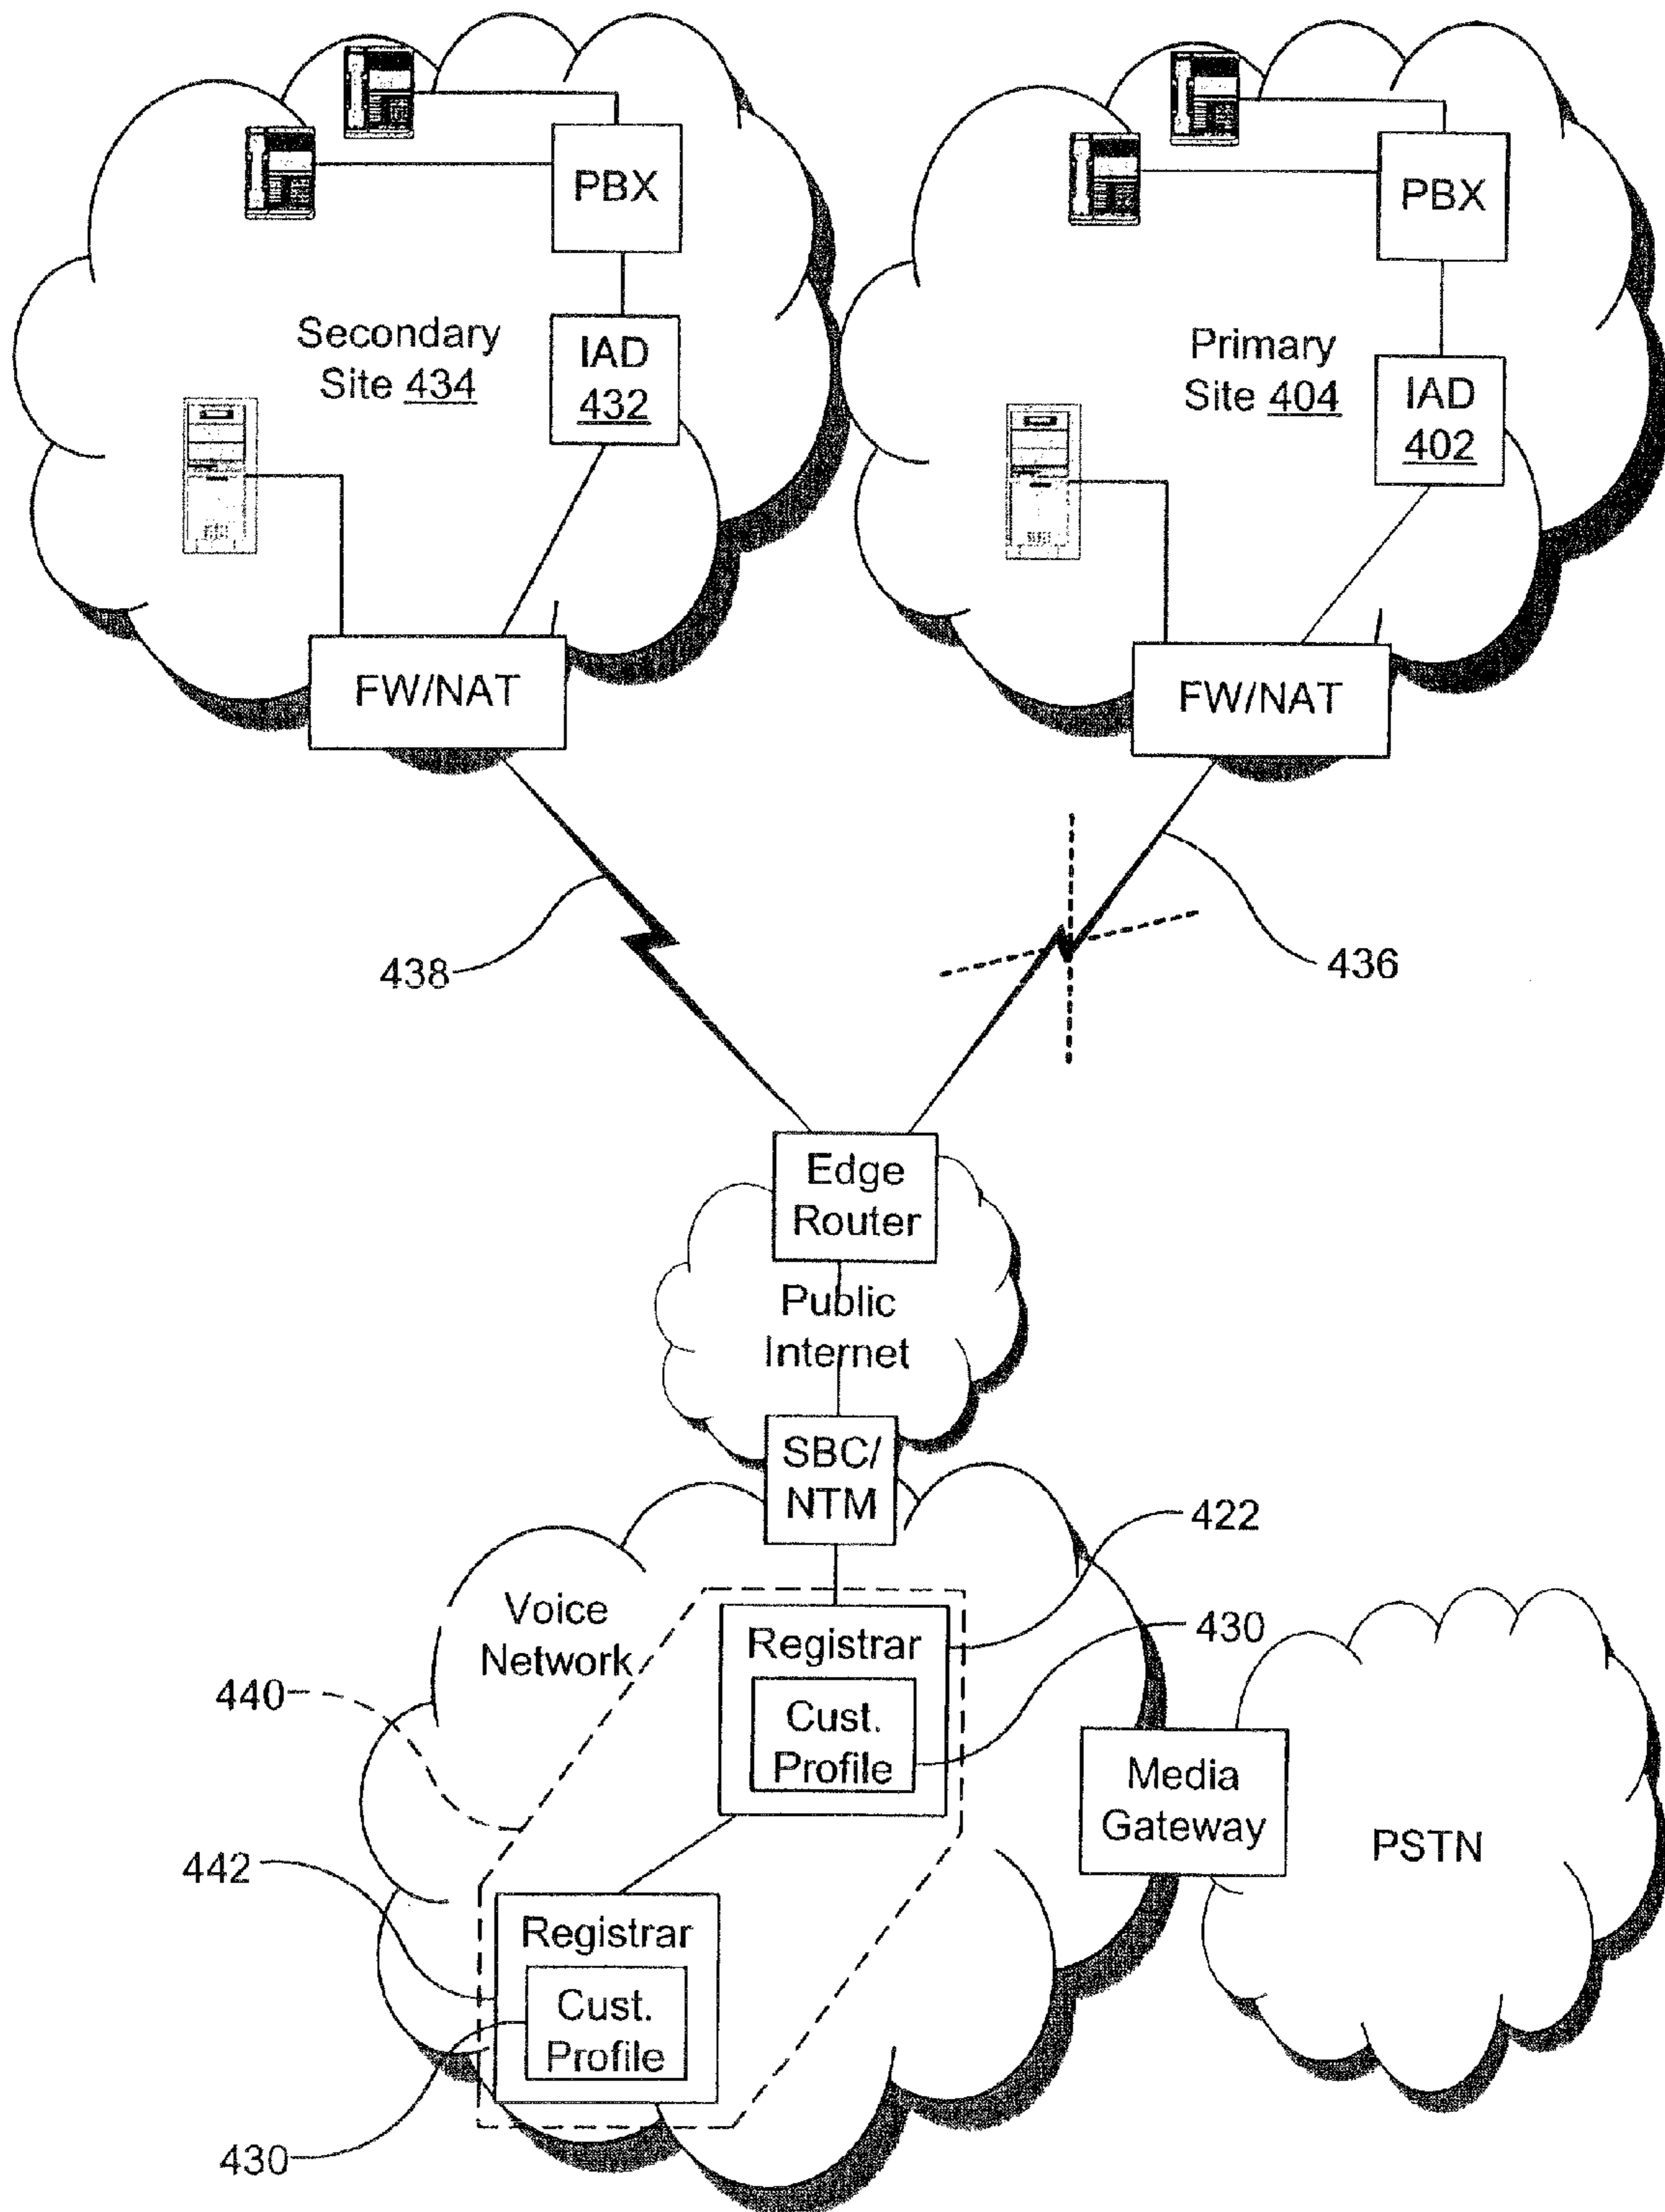 PBX
PBX
Secondary
Site 434
IAD
432
Primary
Site 404
IAD
402
FW/NAT
FW/NAT
438
436
Edge
Router
Public
Internet
SBC/
NTM
422
Voice
Network
Registrar
430
440
Cust.
Profile
Media
Gateway
PSTN
442
Registrar
Cust.
Profile
430